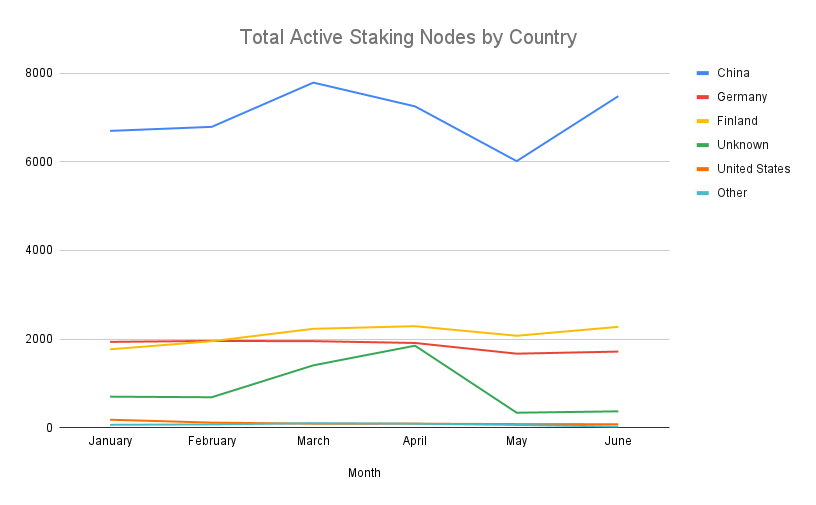 Total Active Staking Nodes by Country
8000
6000
4000
2000
0
January February March April May June
Month
China
Germany
Finland
Unknown
United States
Other